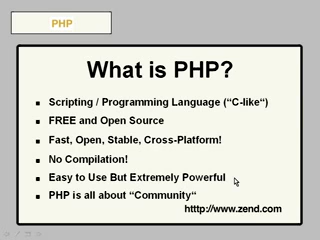 PHP
What is PHP?
Scripting / Programming Language (“C-like“)
FREE and Open Source
Fast, Open, Stable, Cross-Platform!
No Compilation!
Easy to Use But Extremely Powerful
PHP is all about “Community“
htttp://www.zend.com